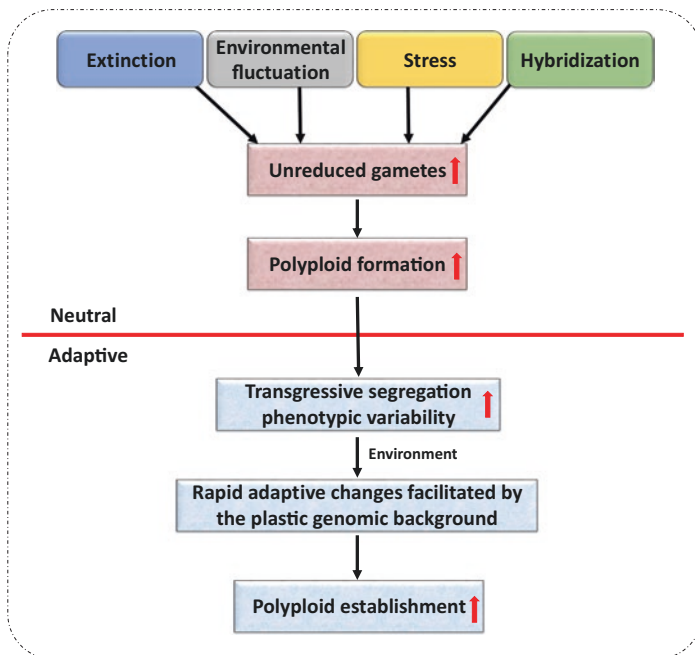 Extinction
Environmental
fluctuation
Stress
Hybridization
Unreduced gametes
Polyploid formation
Neutral
Adaptive
Transgressive segregation
phenotypic variability
Environment
Rapid adaptive changes facilitated by
the plastic genomic background
Polyploid establishment